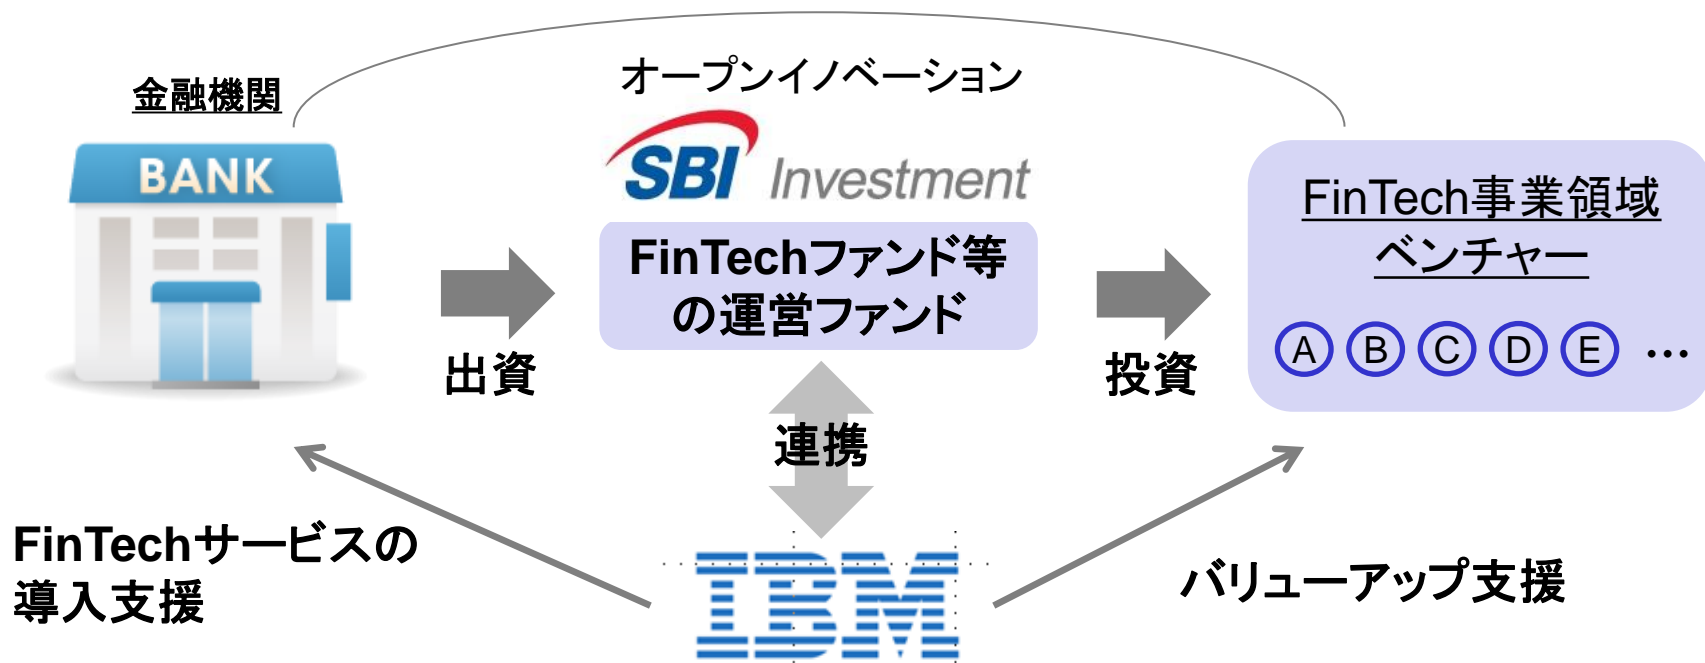 オープンイノベーション
金融機関
BANK
SBI Investment
FinTechファンド等
の運営ファンド
FinTech事業領域
ベンチャー
A B C D E …
出資
投資
連携
FinTechサービスの
導入支援
IBM
バリューアップ支援